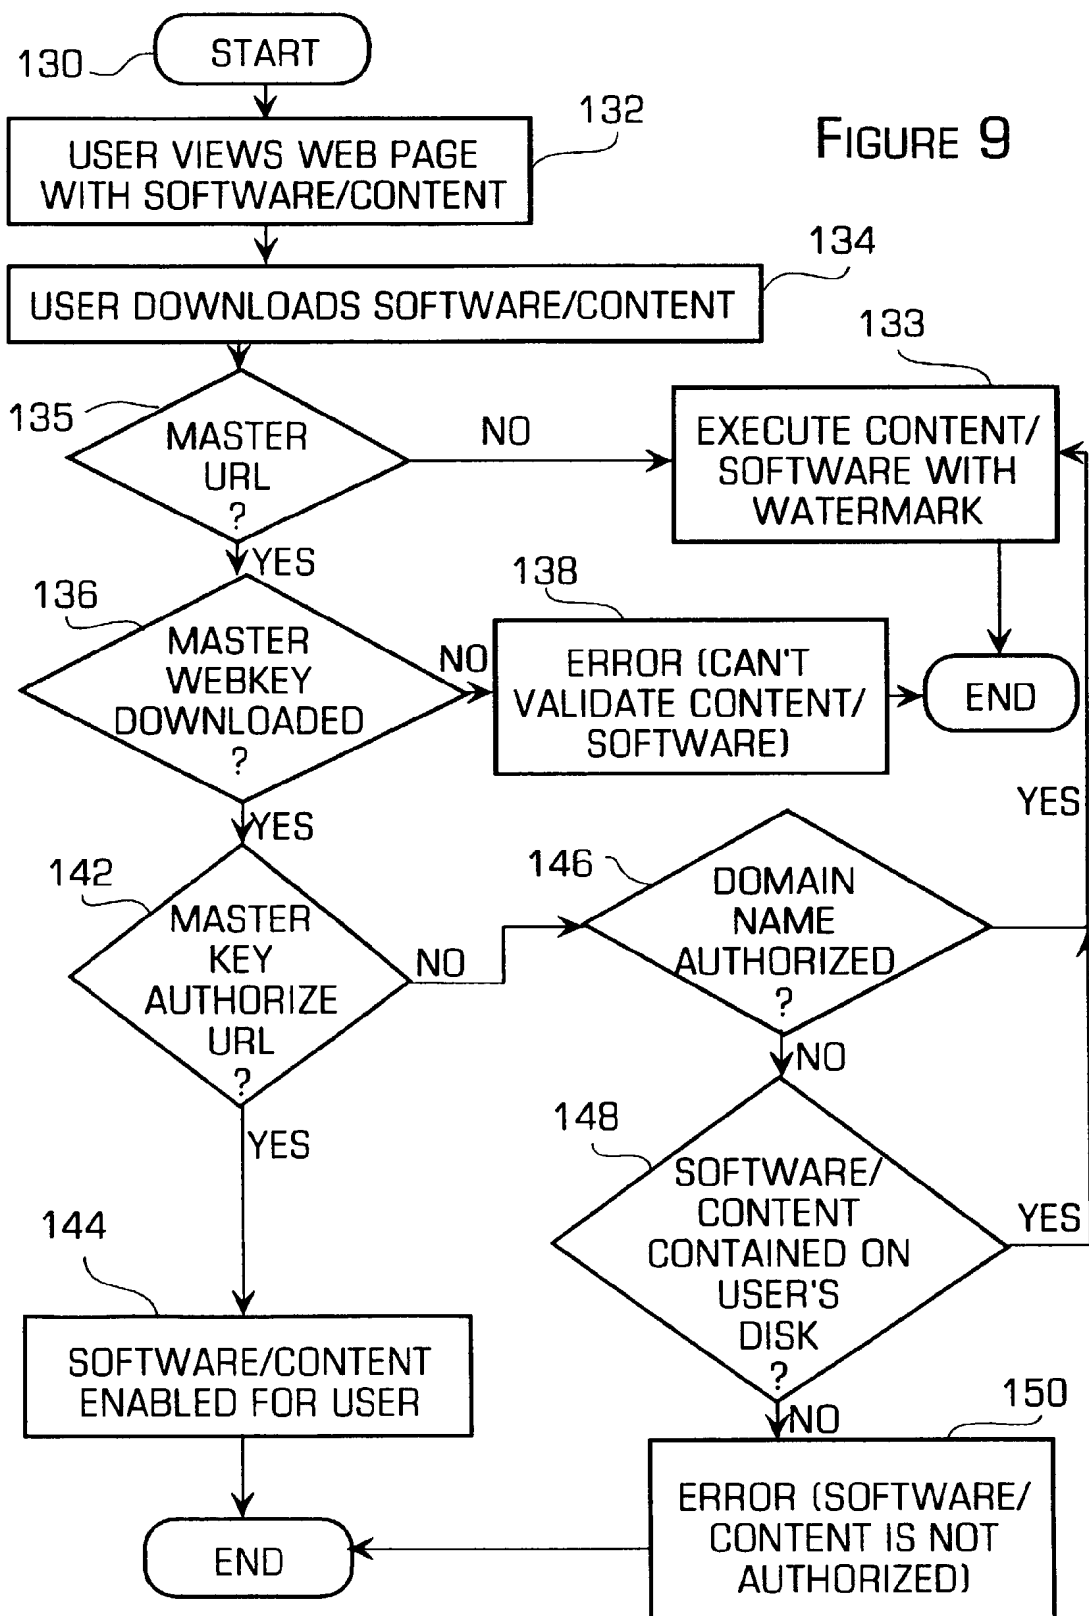 130
START
FIGURE 9
132
USER VIEWS WEB PAGE
WITH SOFTWARE/CONTENT
134
USER DOWNLOADS SOFTWARE/CONTENT
133
135
MASTER
URL
?
NO
EXECUTE CONTENT/
SOFTWARE WITH
WATERMARK
YES
136
MASTER
WEBKEY
DOWNLOADED
?
NO
138
ERROR (CAN'T
VALIDATE CONTENT/
SOFTWARE)
END
YES
YES
142
MASTER
KEY
AUTHORIZE
URL
?
NO
146
DOMAIN
NAME
AUTHORIZED
?
NO
YES
148
SOFTWARE/
CONTENT
CONTAINED ON
USER'S
DISK
?
YES
144
SOFTWARE/CONTENT
ENABLED FOR USER
NO
150
ERROR (SOFTWARE/
CONTENT IS NOT
AUTHORIZED)
END